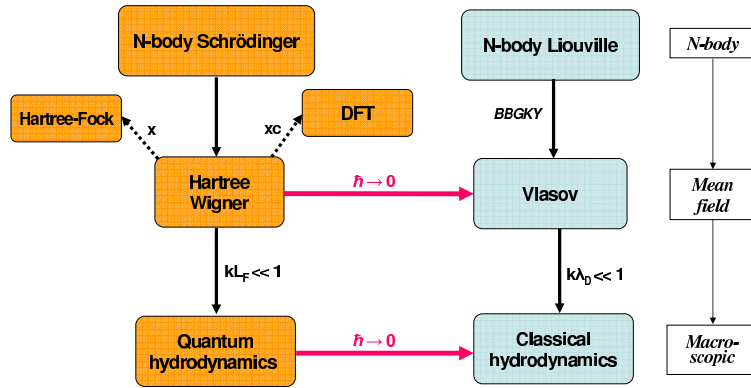 N-body Schrödinger
N-body Liouville
N-body
Hartree-Fock
x
xc
DFT
BBGKY
Hartree
Wigner
ħ → 0
Vlasov
Mean
field
kL_F << 1
kλ_D << 1
Quantum
hydrodynamics
ħ → 0
Classical
hydrodynamics
Macro-
scopic